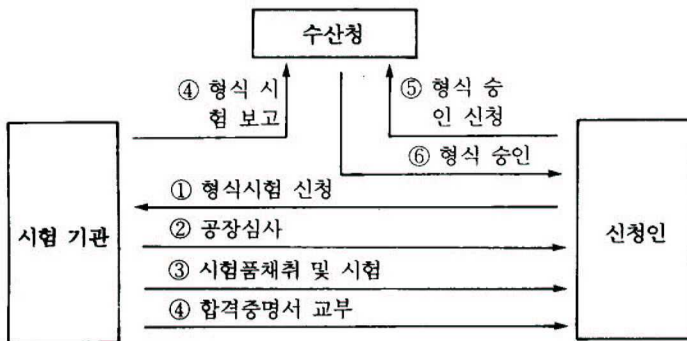 수산청
④ 형식 시
험 보고
⑤ 형식 승
인 신청
⑥ 형식 승인
① 형식시험 신청
시험 기관
② 공장심사
신청인
③ 시험품채취 및 시험
④ 합격증명서 교부